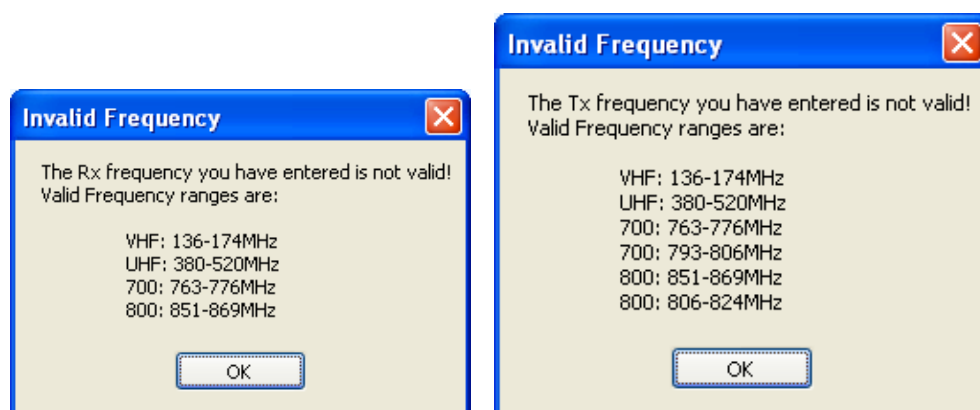 Invalid Frequency
The Rx frequency you have entered is not valid!
Valid Frequency ranges are:
VHF: 136-174MHz
UHF: 380-520MHz
700: 763-776MHz
800: 851-869MHz
OK
Invalid Frequency
The Tx frequency you have entered is not valid!
Valid Frequency ranges are:
VHF: 136-174MHz
UHF: 380-520MHz
700: 763-776MHz
700: 793-806MHz
800: 851-869MHz
800: 806-824MHz
OK